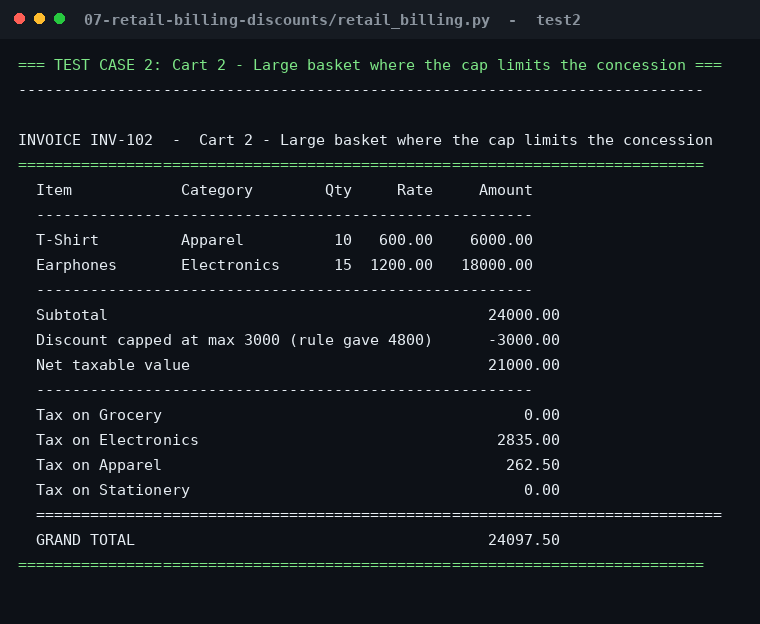 07-retail-billing-discounts/retail_billing.py  -  test2
=== TEST CASE 2: Cart 2 - Large basket where the cap limits the concession ===
----------------------------------------------------------------------------
INVOICE INV-102  -  Cart 2 - Large basket where the cap limits the concession
============================================================================
  Item            Category        Qty     Rate     Amount
  -------------------------------------------------------
  T-Shirt         Apparel          10   600.00    6000.00
  Earphones       Electronics      15  1200.00   18000.00
  -------------------------------------------------------
  Subtotal                                          24000.00
  Discount capped at max 3000 (rule gave 4800)      -3000.00
  Net taxable value                                 21000.00
  -------------------------------------------------------
  Tax on Grocery                                        0.00
  Tax on Electronics                                 2835.00
  Tax on Apparel                                      262.50
  Tax on Stationery                                     0.00
  ============================================================================
  GRAND TOTAL                                       24097.50
============================================================================